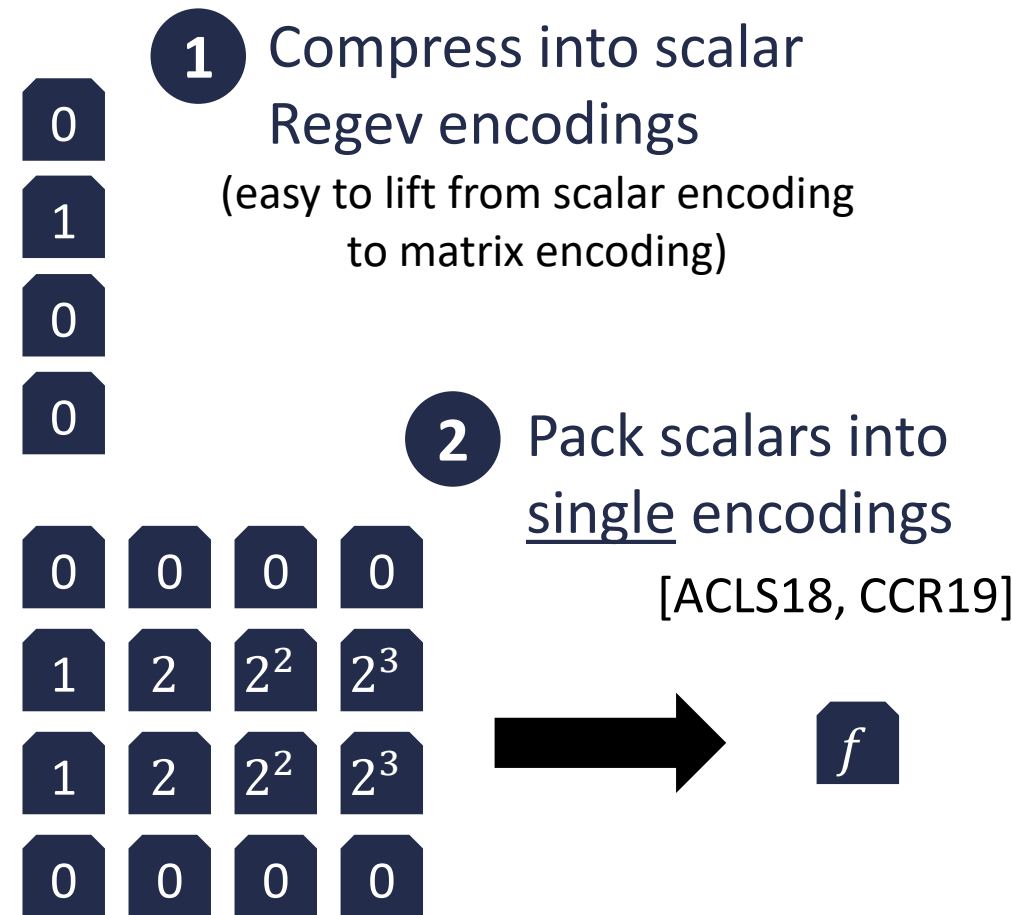 1 Compress into scalar
Regev encodings
(easy to lift from scalar encoding
to matrix encoding)
0
1
0
0
2 Pack scalars into
single encodings
[ACLS18, CCR19]
0 0 0 0
1 2 2² 2³
1 2 2² 2³
0 0 0 0
f